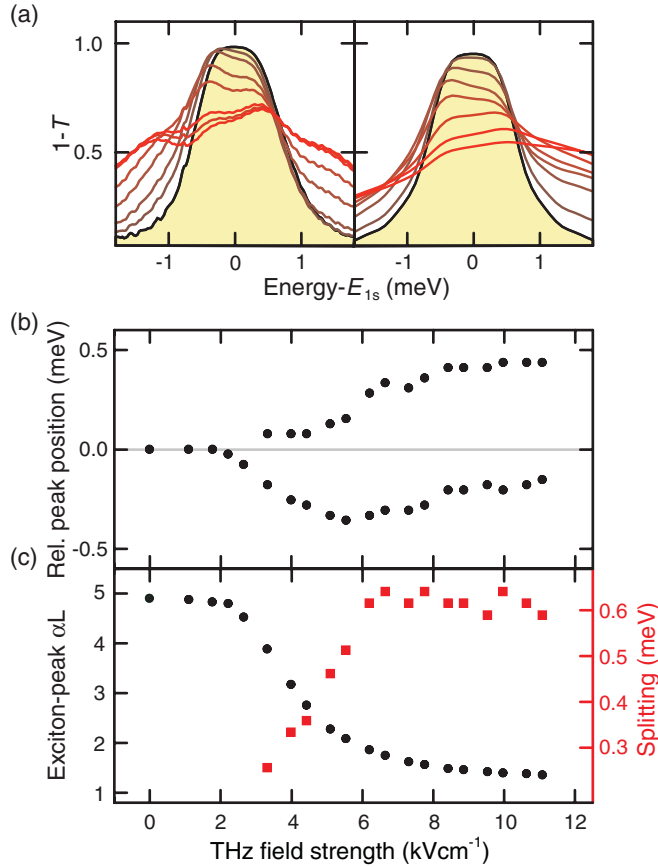 (a)
1.0
0.5
1-T
-1 0 1 -1 0 1
Energy-E1s (meV)
(b)
0.5
0.0
-0.5
Rel. peak position (meV)
(c)
5
4
3
2
1
Exciton-peak αL
0.6
0.5
0.4
0.3
Splitting (meV)
0 2 4 6 8 10 12
THz field strength (kVcm⁻¹)